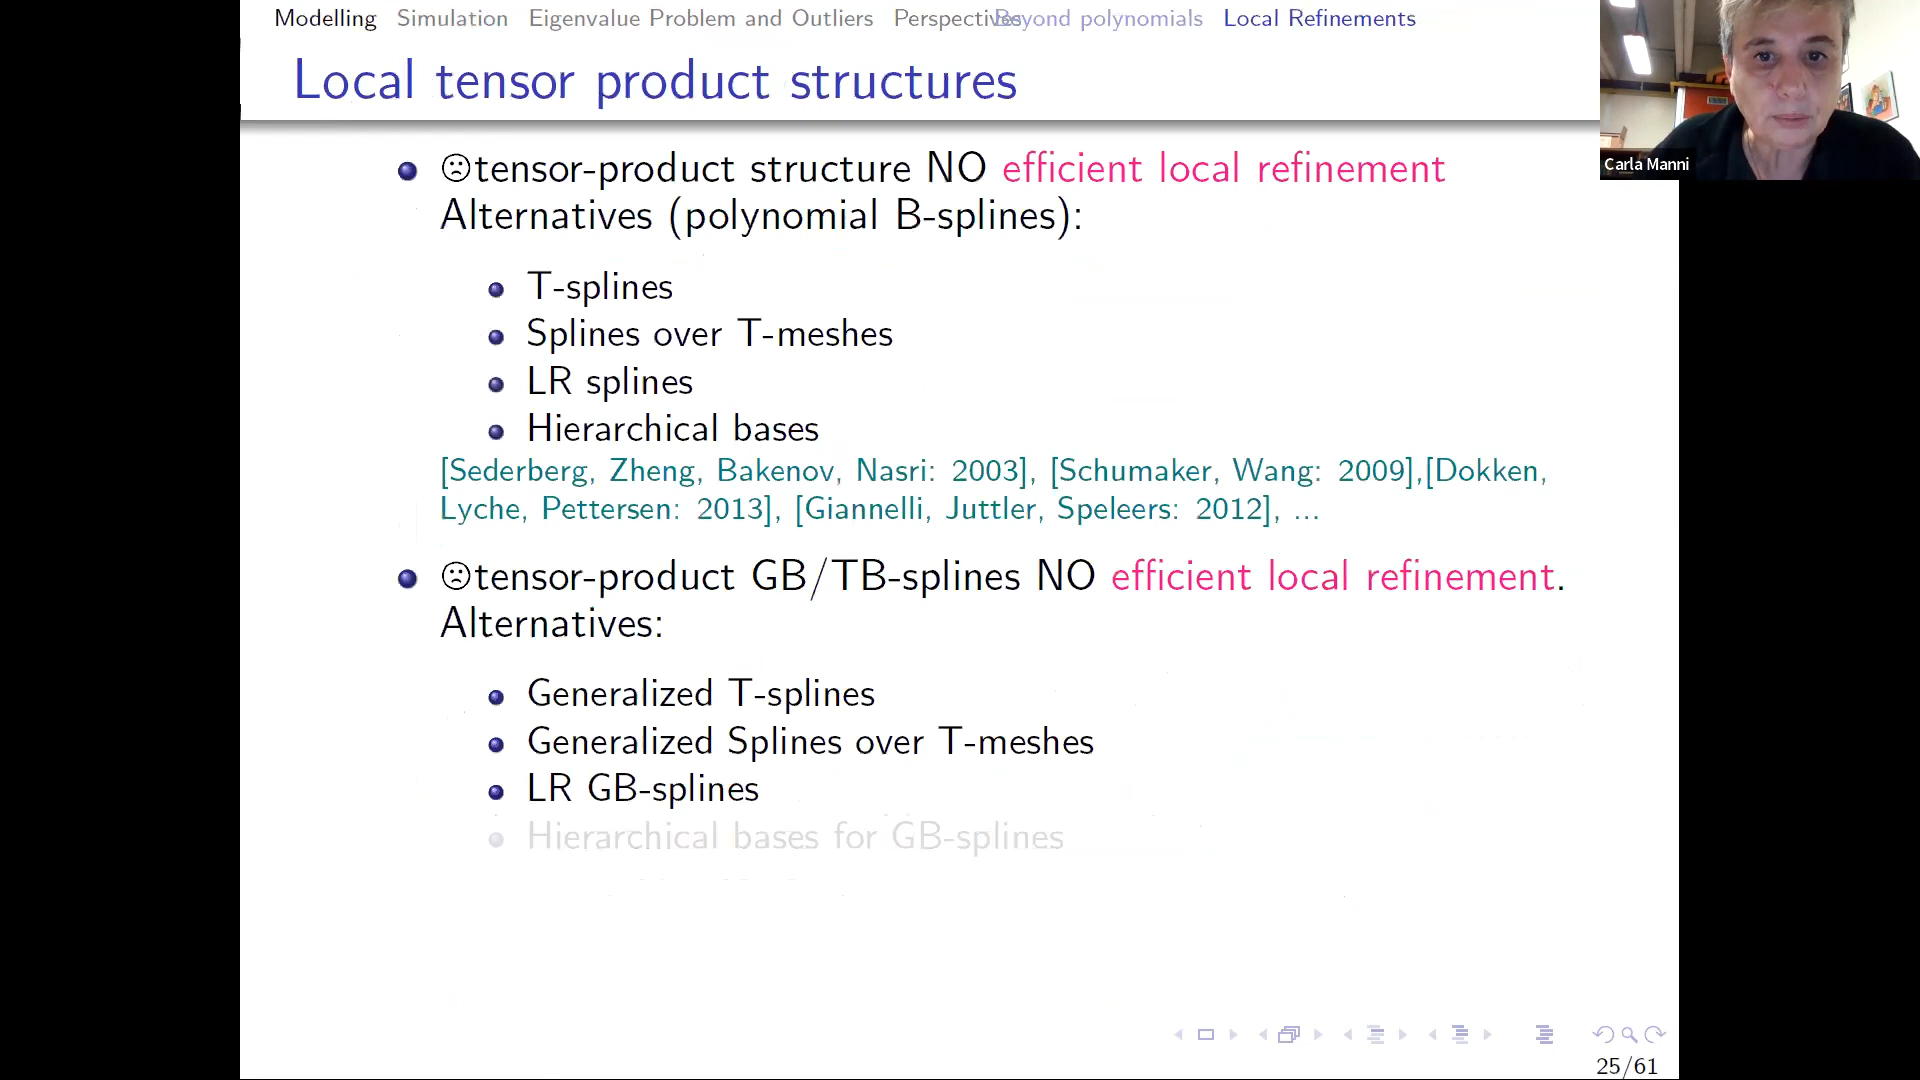 Modelling Simulation Eigenvalue Problem and Outliers Perspectives Beyond polynomials Local Refinements
Local tensor product structures
Carla Manni
☹tensor-product structure NO efficient local refinement
Alternatives (polynomial B-splines):
T-splines
Splines over T-meshes
LR splines
Hierarchical bases
[Sederberg, Zheng, Bakenov, Nasri: 2003], [Schumaker, Wang: 2009],[Dokken,
Lyche, Pettersen: 2013], [Giannelli, Juttler, Speleers: 2012], ...
☹tensor-product GB/TB-splines NO efficient local refinement.
Alternatives:
Generalized T-splines
Generalized Splines over T-meshes
LR GB-splines
Hierarchical bases for GB-splines
25/61